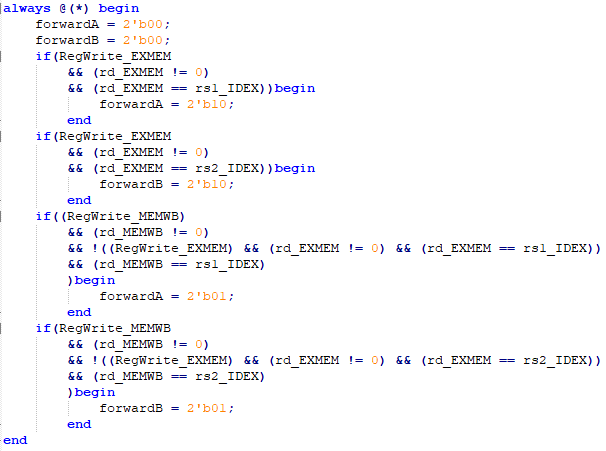 always @(*) begin
    forwardA = 2'b00;
    forwardB = 2'b00;
    if(RegWrite_EXMEM
        && (rd_EXMEM != 0)
        && (rd_EXMEM == rs1_IDEX))begin
            forwardA = 2'b10;
        end
    if(RegWrite_EXMEM
        && (rd_EXMEM != 0)
        && (rd_EXMEM == rs2_IDEX))begin
            forwardB = 2'b10;
        end
    if((RegWrite_MEMWB)
        && (rd_MEMWB != 0)
        && !((RegWrite_EXMEM) && (rd_EXMEM != 0) && (rd_EXMEM == rs1_IDEX))
        && (rd_MEMWB == rs1_IDEX)
        )begin
            forwardA = 2'b01;
        end
    if(RegWrite_MEMWB
        && (rd_MEMWB != 0)
        && !((RegWrite_EXMEM) && (rd_EXMEM != 0) && (rd_EXMEM == rs2_IDEX))
        && (rd_MEMWB == rs2_IDEX)
        )begin
            forwardB = 2'b01;
        end
end